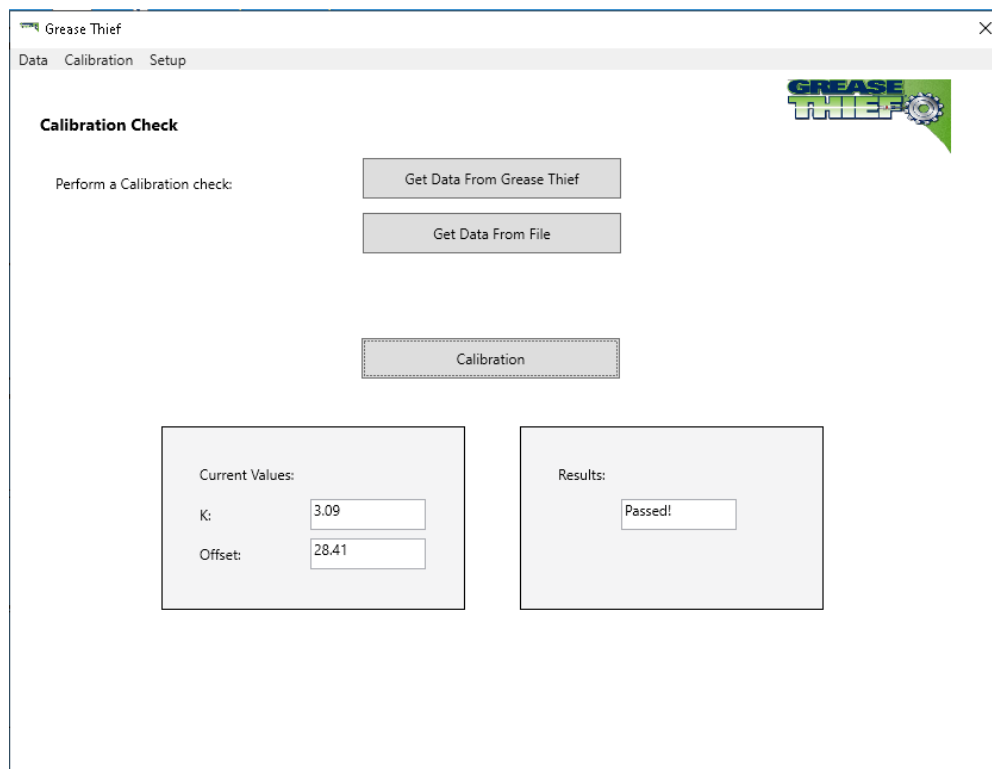 Grease Thief
Data Calibration Setup
GREASE
THIEF
Calibration Check
Perform a Calibration check:
Get Data From Grease Thief
Get Data From File
Calibration
Current Values:
K: 3.09
Offset: 28.41
Results:
Passed!